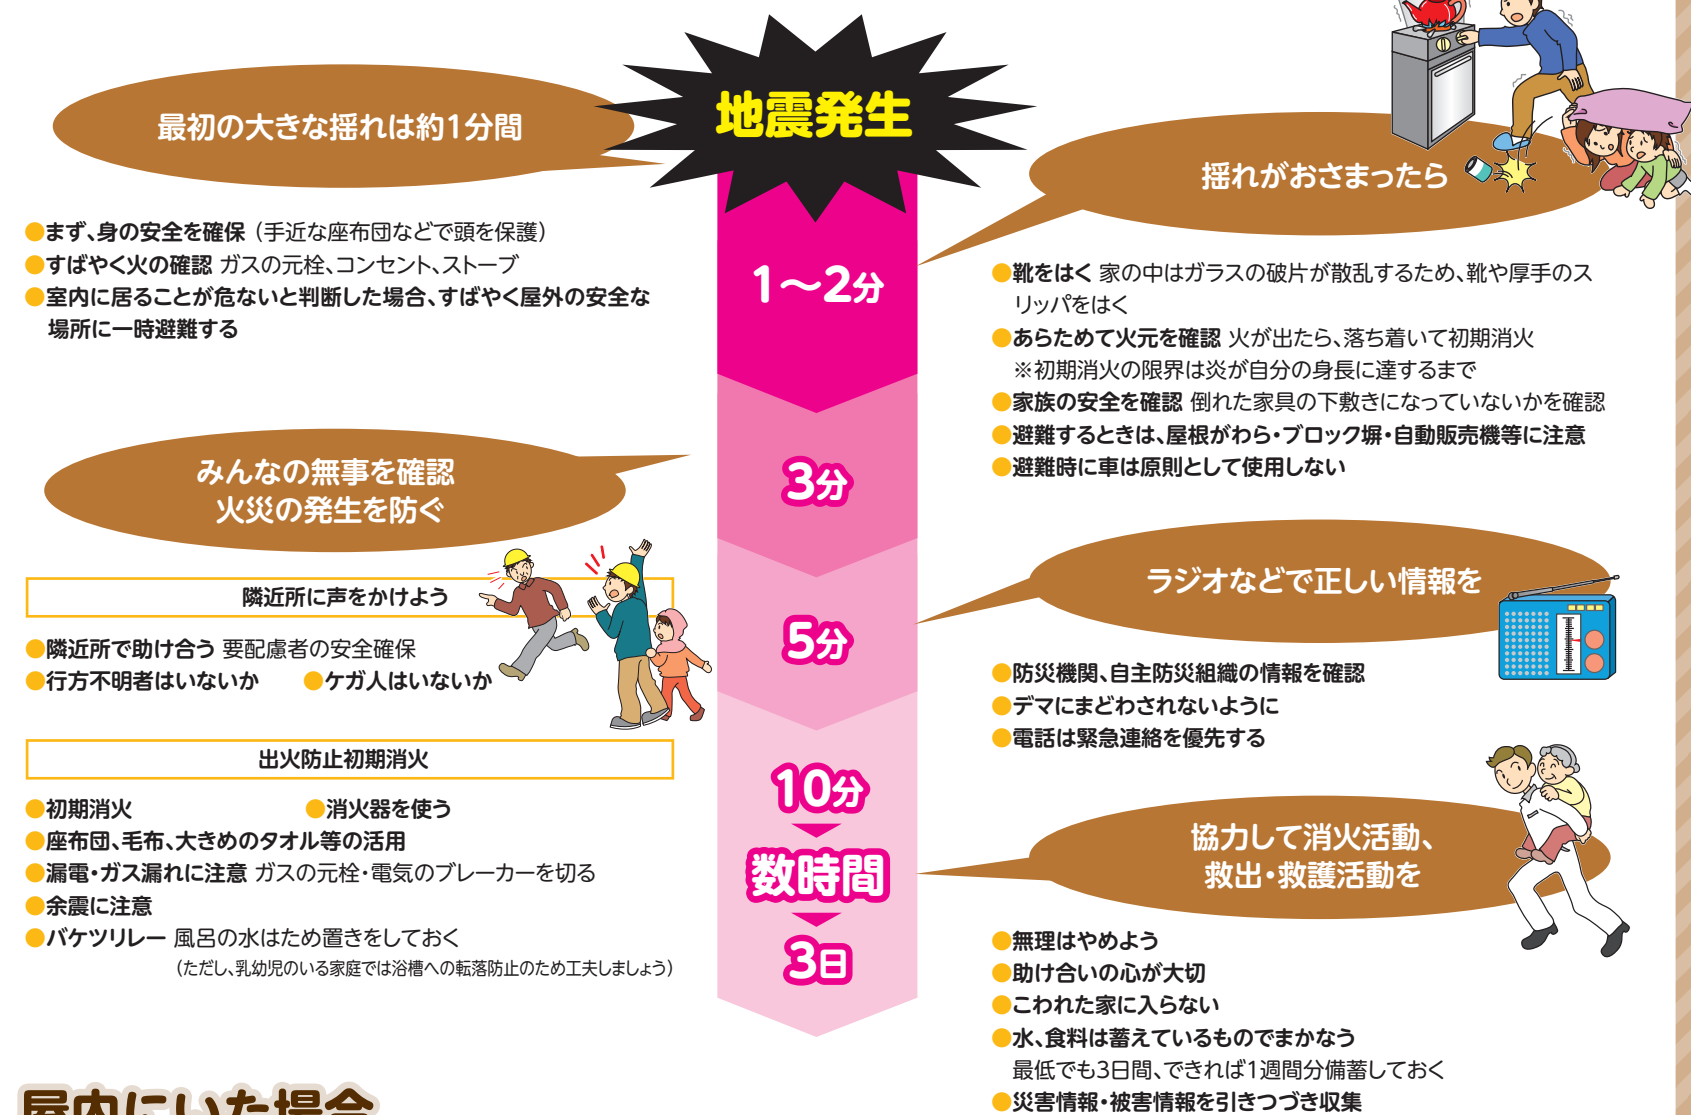 地震発生
最初の大きな揺れは約1分間
●まず、身の安全を確保（手近な座布団などで頭を保護）
●すばやく火の確認 ガスの元栓、コンセント、ストーブ
●室内に居ることが危ないと判断した場合、すばやく屋外の安全な
場所に一時避難する
1～2分
揺れがおさまったら
●靴をはく 家の中はガラスの破片が散乱するため、靴や厚手のス
リッパをはく
●あらためて火元を確認 火が出たら、落ち着いて初期消火
※初期消火の限界は炎が自分の身長に達するまで
●家族の安全を確認 倒れた家具の下敷きになっていないかを確認
●避難するときは、屋根がわら・ブロック塀・自動販売機等に注意
●避難時に車は原則として使用しない
3分
みんなの無事を確認
火災の発生を防ぐ
隣近所に声をかけよう
●隣近所で助け合う 要配慮者の安全確保
●行方不明者はいないか ●ケガ人はいないか
出火防止初期消火
●初期消火 ●消火器を使う
●座布団、毛布、大きめのタオル等の活用
●漏電・ガス漏れに注意 ガスの元栓・電気のブレーカーを切る
●余震に注意
●バケツリレー 風呂の水はため置きをしておく
（ただし、乳幼児のいる家庭では浴槽への転落防止のため工夫しましょう）
5分
ラジオなどで正しい情報を
●防災機関、自主防災組織の情報を確認
●デマにまどわされないように
●電話は緊急連絡を優先する
10分
数時間
3日
協力して消火活動、
救出・救護活動を
●無理はやめよう
●助け合いの心が大切
●こわれた家に入らない
●水、食料は蓄えているものでまかなう
最低でも3日間、できれば1週間分備蓄しておく
●災害情報・被害情報を引きつづき収集
屋内にいた場合